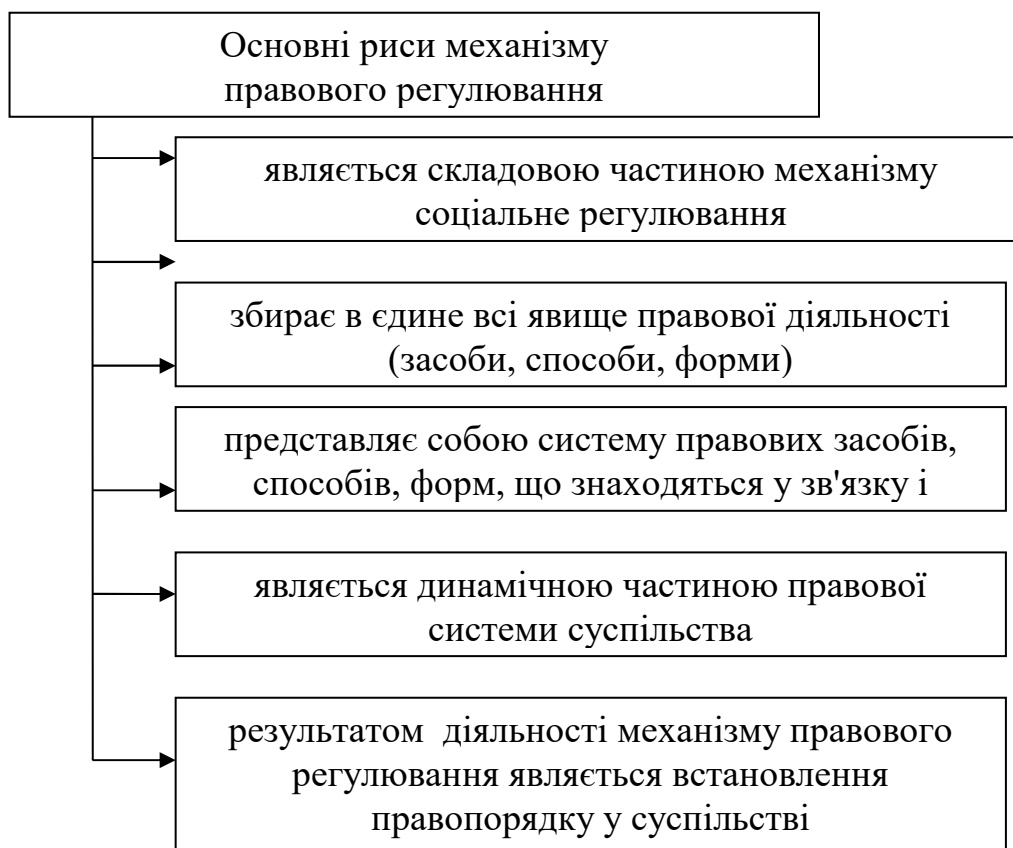 Основні риси механізму
правового регулювання
являється складовою частиною механізму
соціальне регулювання
збирає в єдине всі явище правової діяльності
(засоби, способи, форми)
представляє собою систему правових засобів,
способів, форм, що знаходяться у зв'язку і
являється динамічною частиною правової
системи суспільства
результатом діяльності механізму правового
регулювання являється встановлення
правопорядку у суспільстві